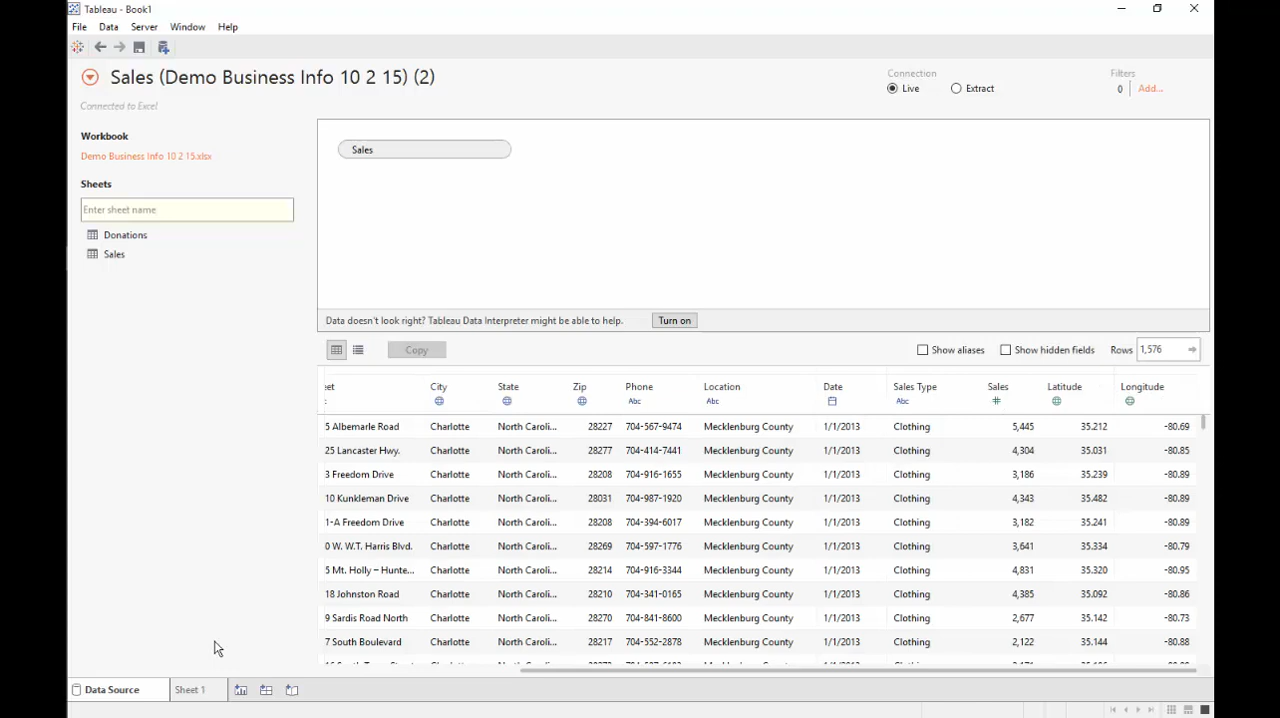 Tableau - Book1
File Data Server Window Help
Sales (Demo Business Info 10 2 15) (2)
Connected to Excel
Connection
Live Extract
Filters
0 Add...
Workbook
Demo Business Info 10 2 15.xlsx
Sheets
Enter sheet name
Donations
Sales
Sales
Data doesn't look right? Tableau Data Interpreter might be able to help. Turn on
Copy Show aliases Show hidden fields Rows 1,576
eet City State Zip Phone Location Date Sales Type Sales Latitude Longitude
Abc Abc Abc #
5 Albemarle Road Charlotte North Caroli... 28227 704-567-9474 Mecklenburg County 1/1/2013 Clothing 5,445 35.212 -80.69
25 Lancaster Hwy. Charlotte North Caroli... 28277 704-414-7441 Mecklenburg County 1/1/2013 Clothing 4,304 35.031 -80.85
3 Freedom Drive Charlotte North Caroli... 28208 704-916-1655 Mecklenburg County 1/1/2013 Clothing 3,186 35.239 -80.89
10 Kunkleman Drive Charlotte North Caroli... 28031 704-987-1920 Mecklenburg County 1/1/2013 Clothing 4,343 35.482 -80.89
1-A Freedom Drive Charlotte North Caroli... 28208 704-394-6017 Mecklenburg County 1/1/2013 Clothing 3,182 35.241 -80.89
0 W. W.T. Harris Blvd. Charlotte North Caroli... 28269 704-597-1776 Mecklenburg County 1/1/2013 Clothing 3,641 35.334 -80.79
5 Mt. Holly – Hunte... Charlotte North Caroli... 28214 704-916-3344 Mecklenburg County 1/1/2013 Clothing 4,831 35.320 -80.95
18 Johnston Road Charlotte North Caroli... 28210 704-341-0165 Mecklenburg County 1/1/2013 Clothing 4,385 35.092 -80.86
9 Sardis Road North Charlotte North Caroli... 28270 704-841-8600 Mecklenburg County 1/1/2013 Clothing 2,677 35.142 -80.73
7 South Boulevard Charlotte North Caroli... 28217 704-552-2878 Mecklenburg County 1/1/2013 Clothing 2,122 35.144 -80.88
Data Source Sheet 1